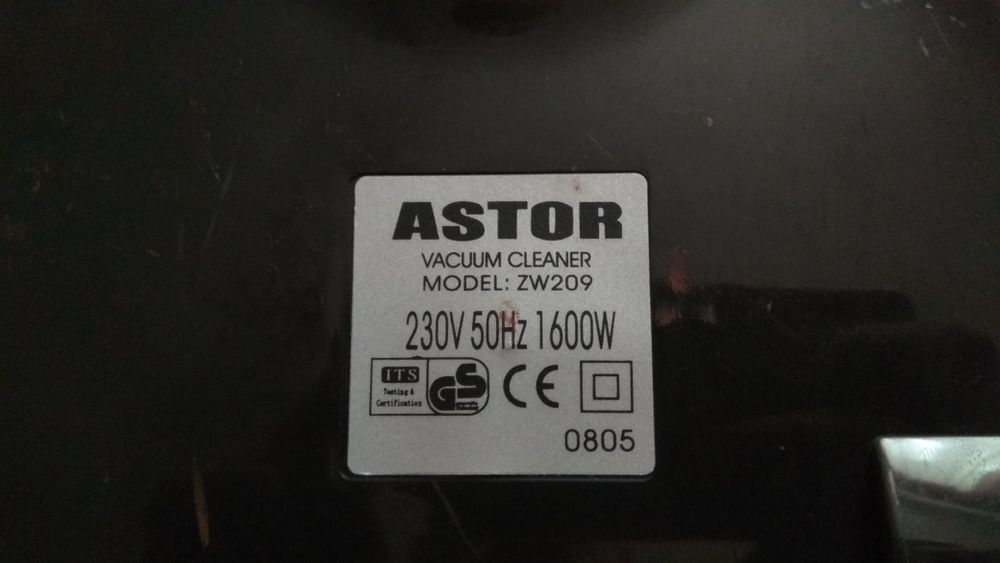 ASTOR
VACUUM CLEANER
MODEL: ZW209
230V 50Hz 1600W
ITS
Testing &
Certification
GS
CE
0805